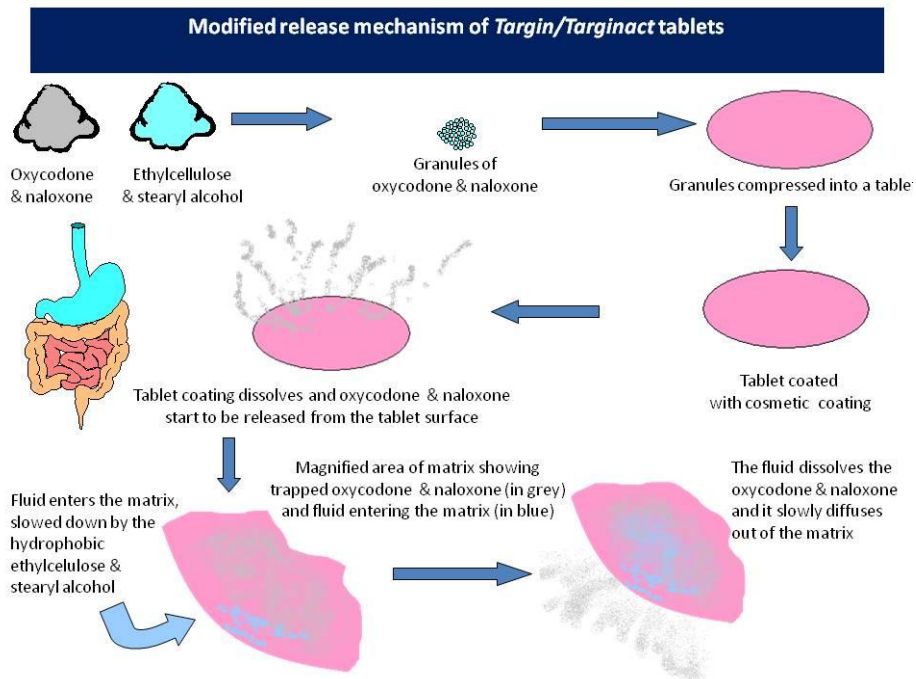 Modified release mechanism of Targin/Targinact tablets
Oxycodone
& naloxone
Ethylcellulose
& stearyl alcohol
Granules of
oxycodone & naloxone
Granules compressed into a tablet
Tablet coated
with cosmetic coating
Tablet coating dissolves and oxycodone & naloxone
start to be released from the tablet surface
Fluid enters the matrix,
slowed down by the
hydrophobic
ethylcelulose &
stearyl alcohol
Magnified area of matrix showing
trapped oxycodone & naloxone (in grey)
and fluid entering the matrix (in blue)
The fluid dissolves the
oxycodone & naloxone
and it slowly diffuses
out of the matrix